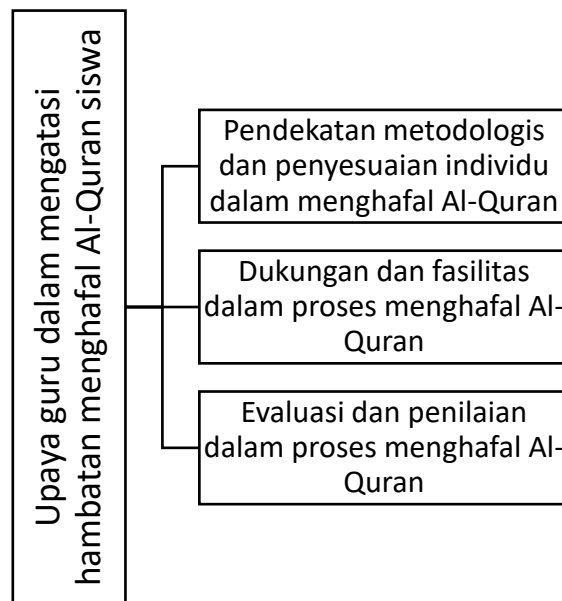 Upaya guru dalam mengatasi
hambatan menghafal Al-Quran siswa
Pendekatan metodologis
dan penyesuaian individu
dalam menghafal Al-Quran
Dukungan dan fasilitas
dalam proses menghafal Al-
Quran
Evaluasi dan penilaian
dalam proses menghafal Al-
Quran